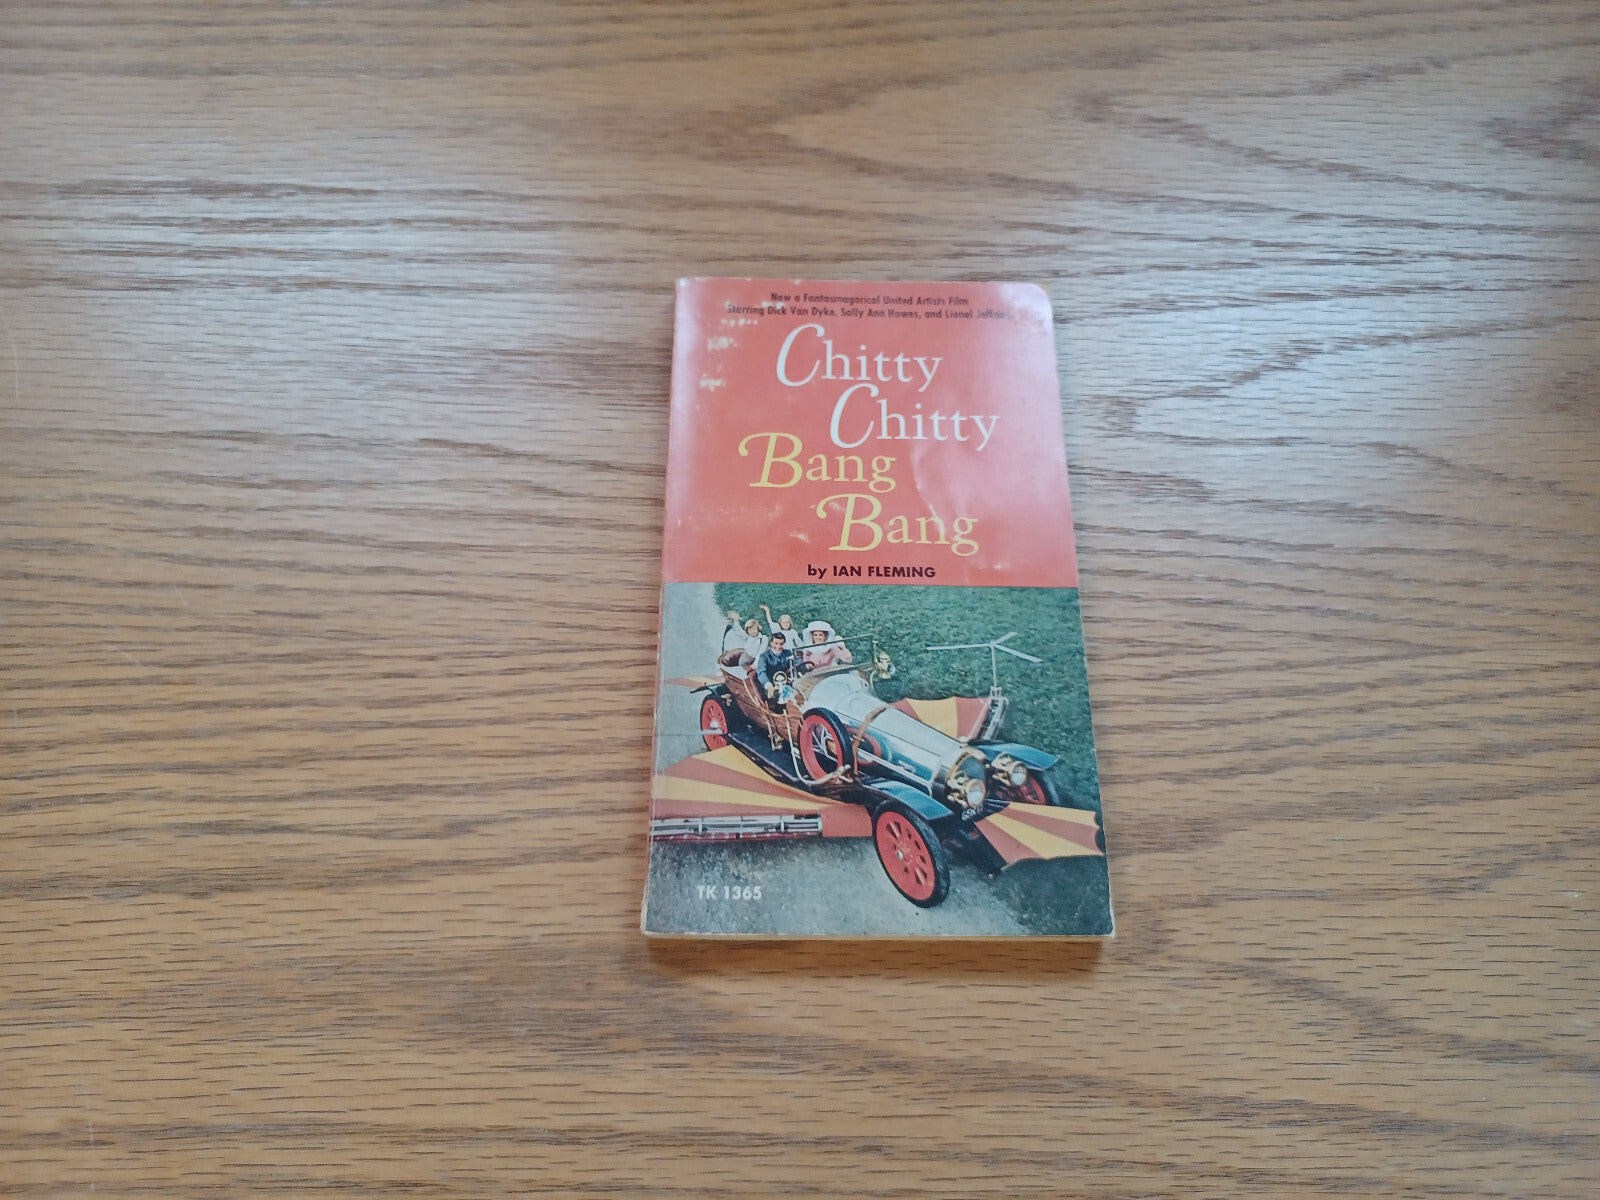 Now a Fantasmagorical United Artists Film
Starring Dick Van Dyke, Sally Ann Howes, and Lionel Jeffries
Chitty
Chitty
Bang
Bang
by IAN FLEMING
TK 1365